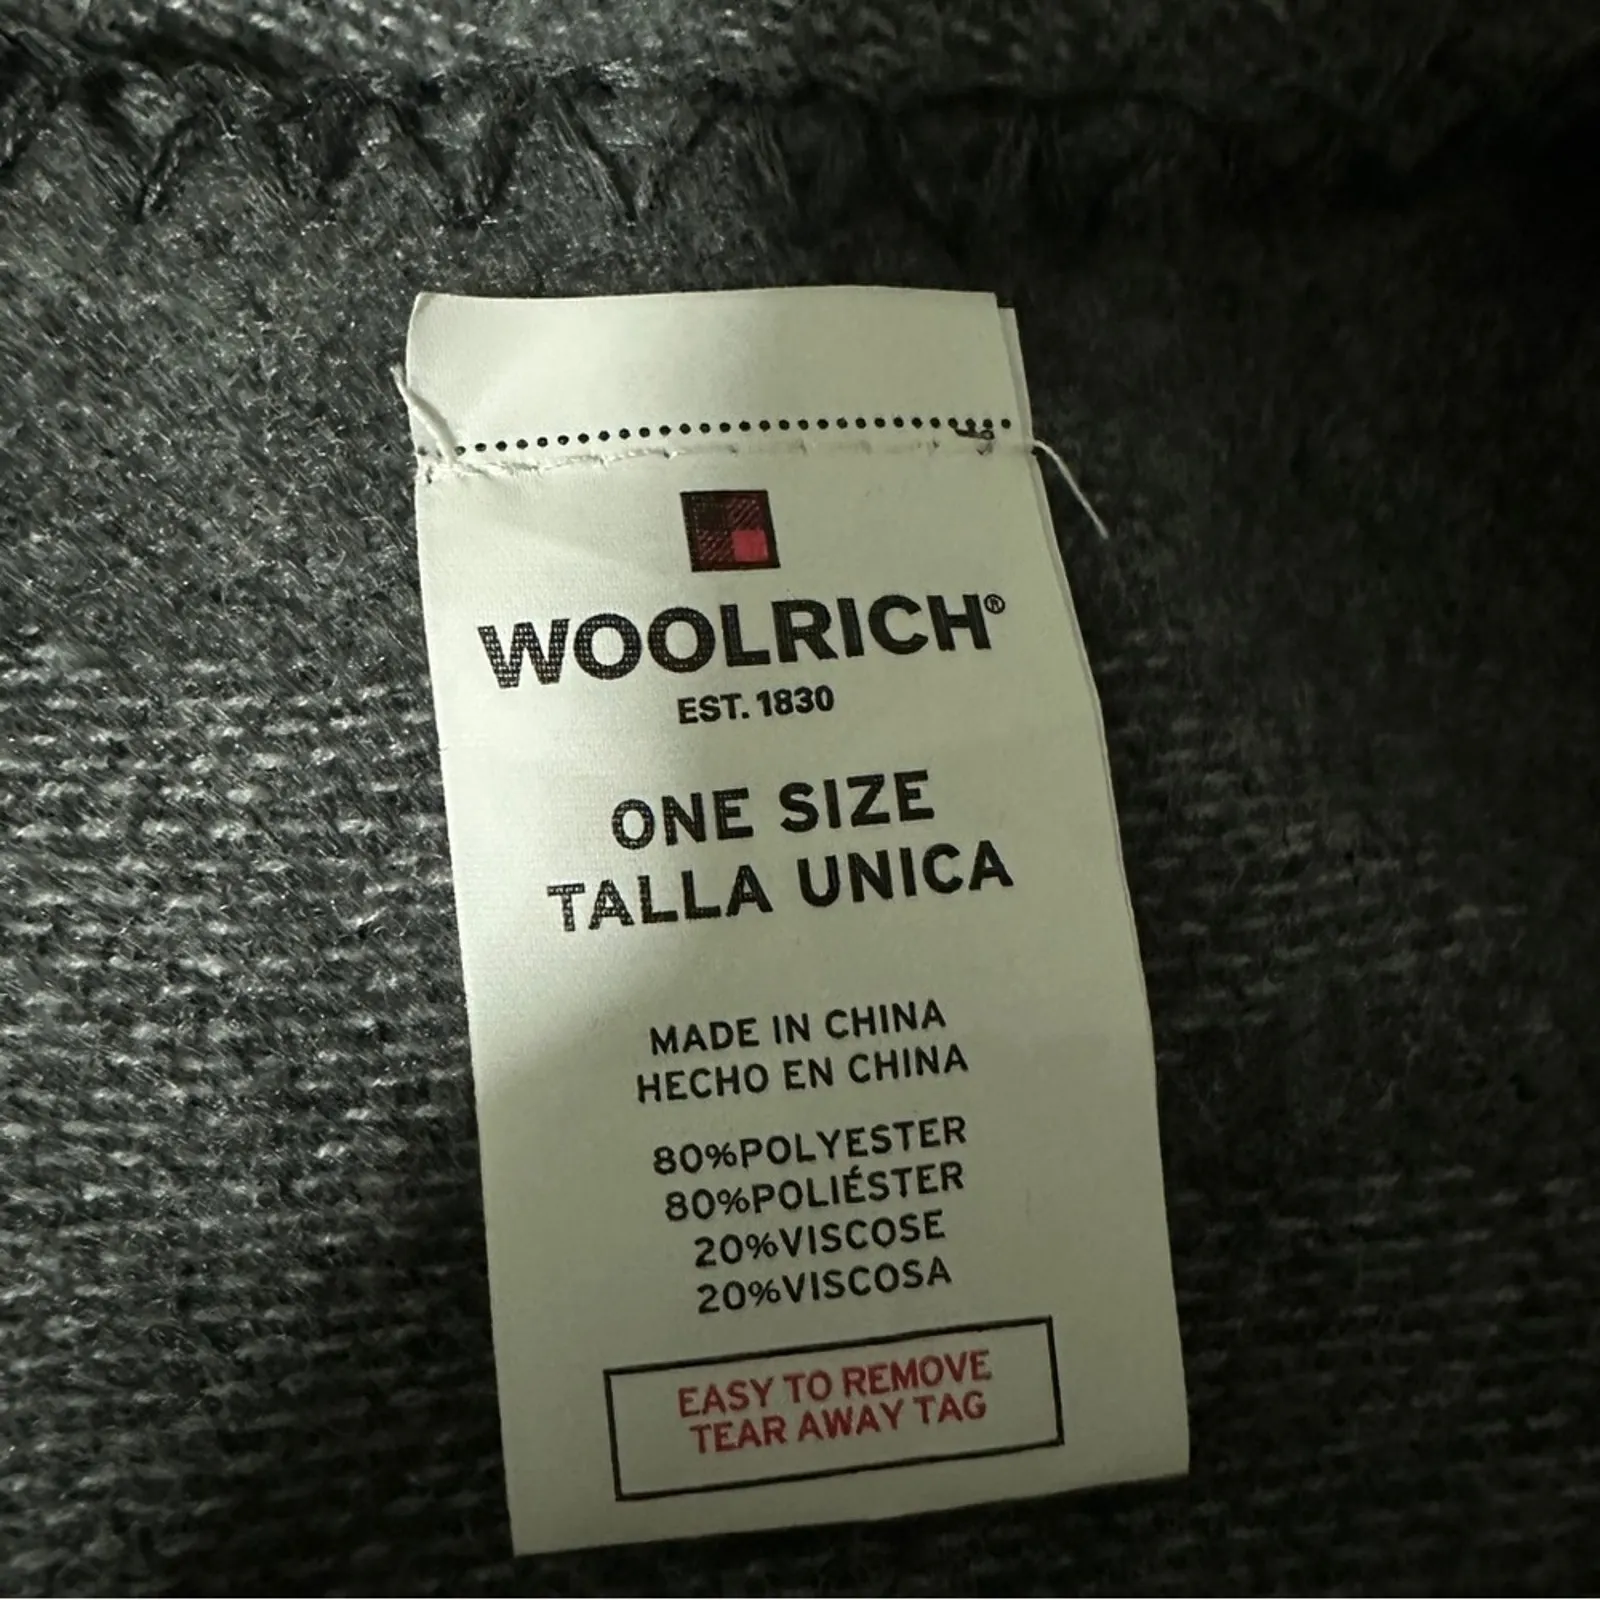 WOOLRICH®
EST. 1830
ONE SIZE
TALLA UNICA
MADE IN CHINA
HECHO EN CHINA
80%POLYESTER
80%POLIÉSTER
20%VISCOSE
20%VISCOSA
EASY TO REMOVE
TEAR AWAY TAG